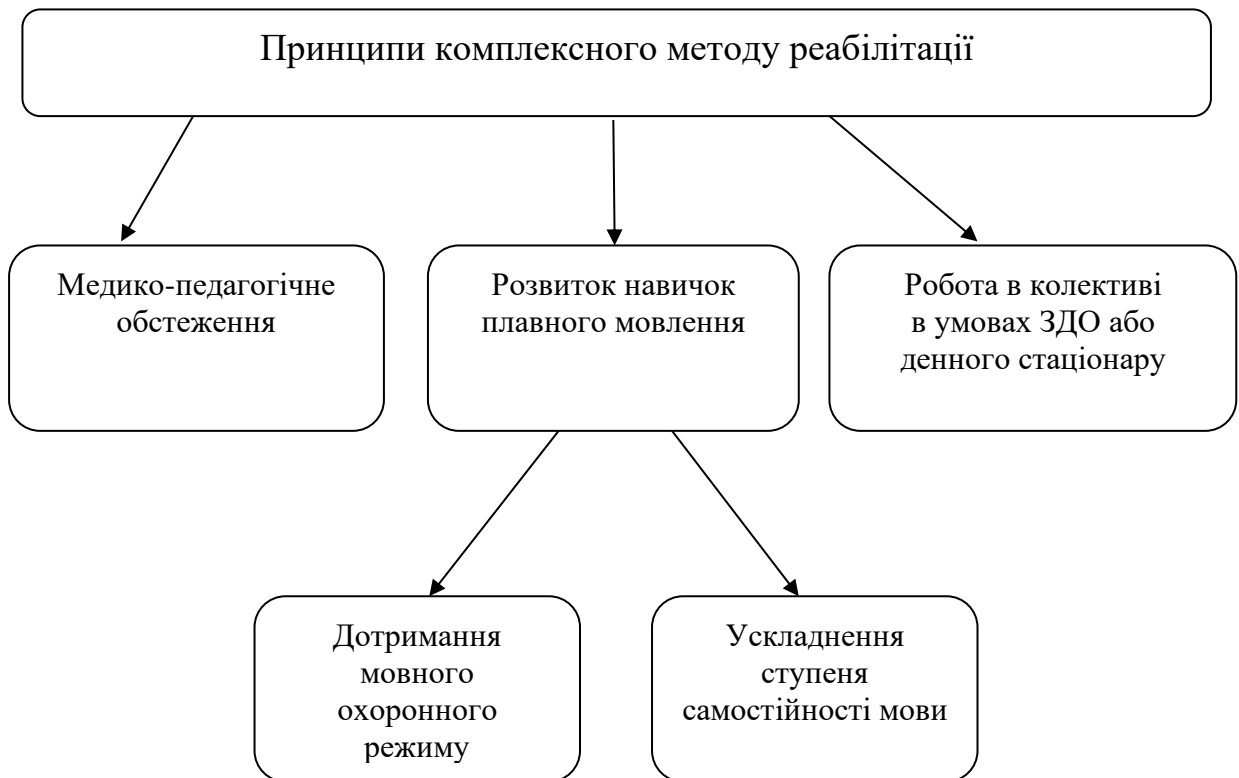 Принципи комплексного методу реабілітації
Медико-педагогічне
обстеження
Розвиток навичок
плавного мовлення
Робота в колективі
в умовах ЗДО або
денного стаціонару
Дотримання
мовного
охоронного
режиму
Ускладнення
ступеня
самостійності мови